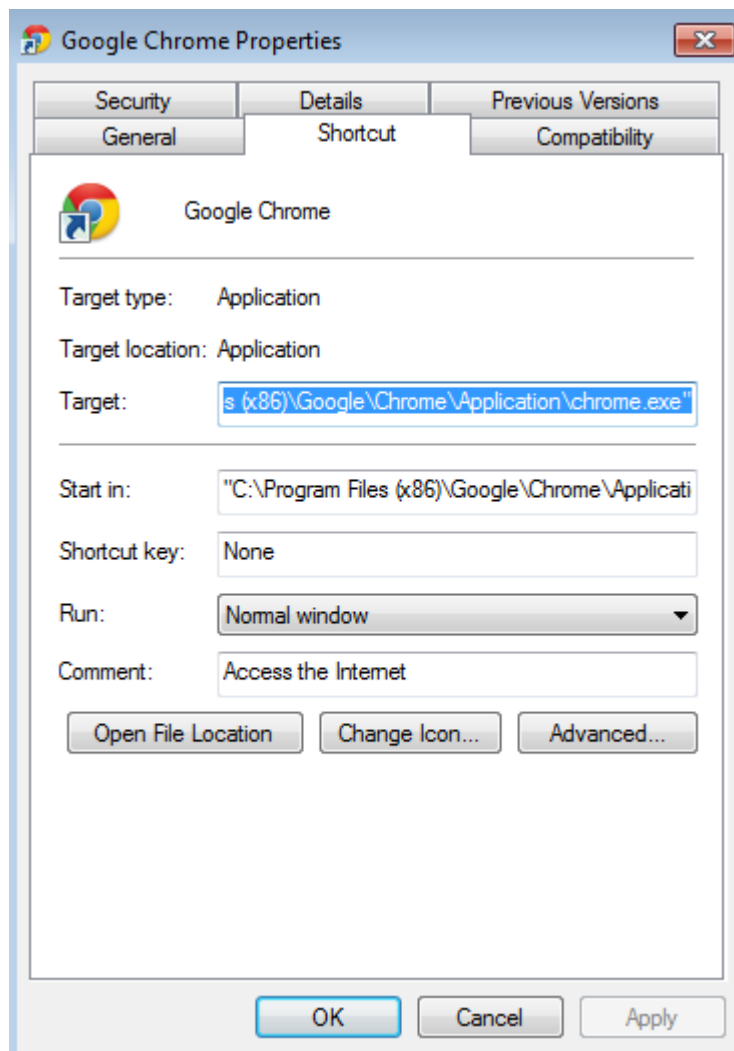 Google Chrome Properties
Security Details Previous Versions
General Shortcut Compatibility
Google Chrome
Target type: Application
Target location: Application
Target: s (x86)\Google\Chrome\Application\chrome.exe"
Start in: "C:\Program Files (x86)\Google\Chrome\Applicati
Shortcut key: None
Run: Normal window
Comment: Access the Internet
Open File Location Change Icon... Advanced...
OK Cancel Apply